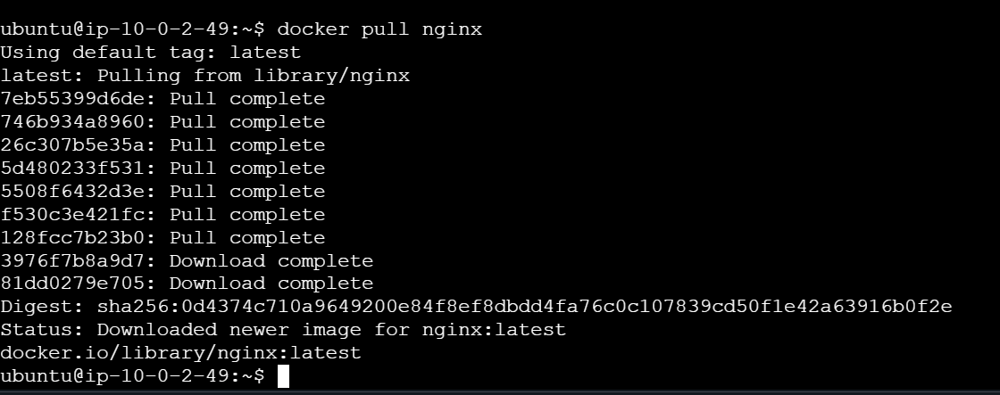 ubuntu@ip-10-0-2-49:~$ docker pull nginx
Using default tag: latest
latest: Pulling from library/nginx
7eb55399d6de: Pull complete
746b934a8960: Pull complete
26c307b5e35a: Pull complete
5d480233f531: Pull complete
5508f6432d3e: Pull complete
f530c3e421fc: Pull complete
128fcc7b23b0: Pull complete
3976f7b8a9d7: Download complete
81dd0279e705: Download complete
Digest: sha256:0d4374c710a9649200e84f8ef8dbdd4fa76c0c107839cd50f1e42a63916b0f2e
Status: Downloaded newer image for nginx:latest
docker.io/library/nginx:latest
ubuntu@ip-10-0-2-49:~$